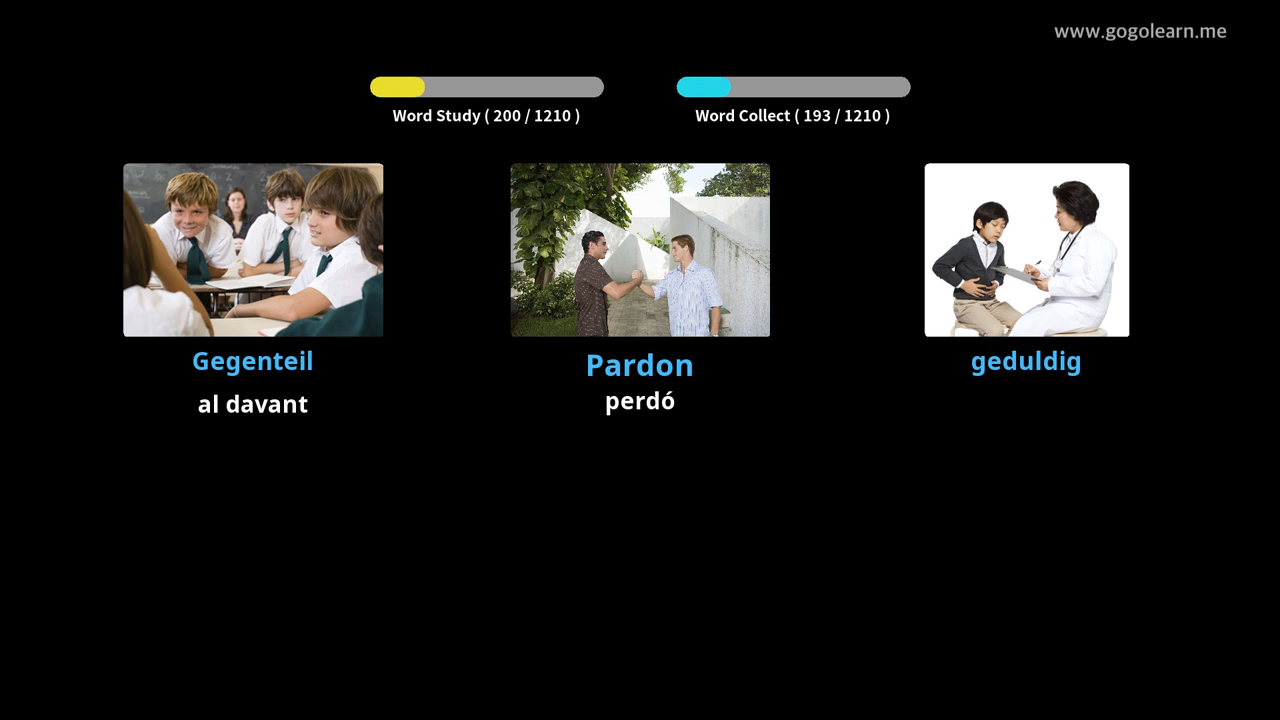 www.gogolearn.me
Word Study ( 200 / 1210 )
Word Collect ( 193 / 1210 )
Gegenteil
al davant
Pardon
perdó
geduldig